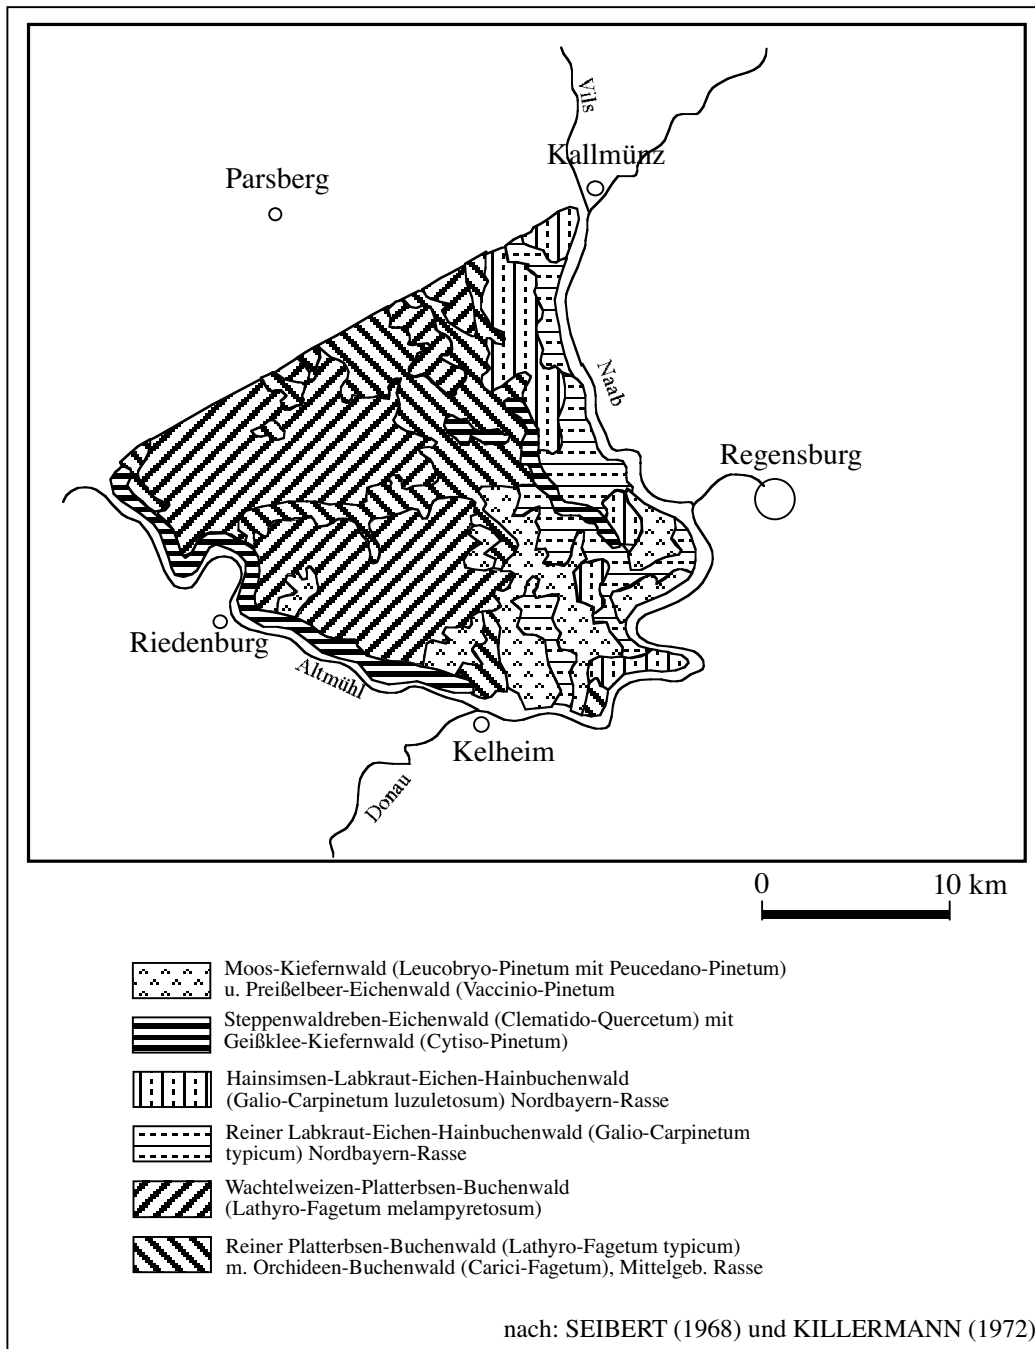 Vils
Kallmünz
Parsberg
Naab
Regensburg
Riedenburg
Altmühl
Kelheim
Donau
0 10 km
Moos-Kiefernwald (Leucobryo-Pinetum mit Peucedano-Pinetum)
u. Preißelbeer-Eichenwald (Vaccinio-Pinetum
Steppenwaldreben-Eichenwald (Clematido-Quercetum) mit
Geißklee-Kiefernwald (Cytiso-Pinetum)
Hainsimsen-Labkraut-Eichen-Hainbuchenwald
(Galio-Carpinetum luzuletosum) Nordbayern-Rasse
Reiner Labkraut-Eichen-Hainbuchenwald (Galio-Carpinetum
typicum) Nordbayern-Rasse
Wachtelweizen-Platterbsen-Buchenwald
(Lathyro-Fagetum melampyretosum)
Reiner Platterbsen-Buchenwald (Lathyro-Fagetum typicum)
m. Orchideen-Buchenwald (Carici-Fagetum), Mittelgeb. Rasse
nach: SEIBERT (1968) und KILLERMANN (1972)